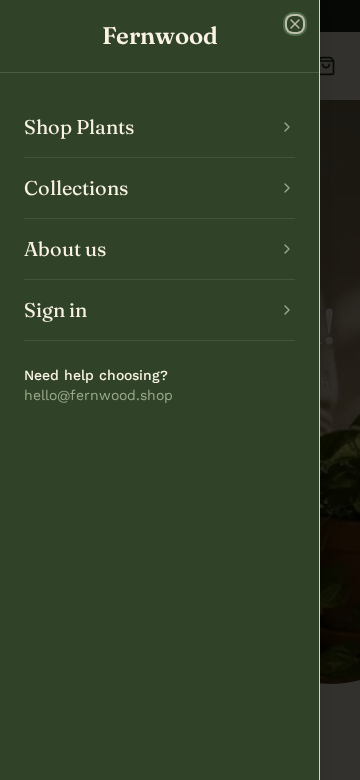 Fernwood
Shop Plants
Collections
About us
Sign in
Need help choosing?
hello@fernwood.shop
!